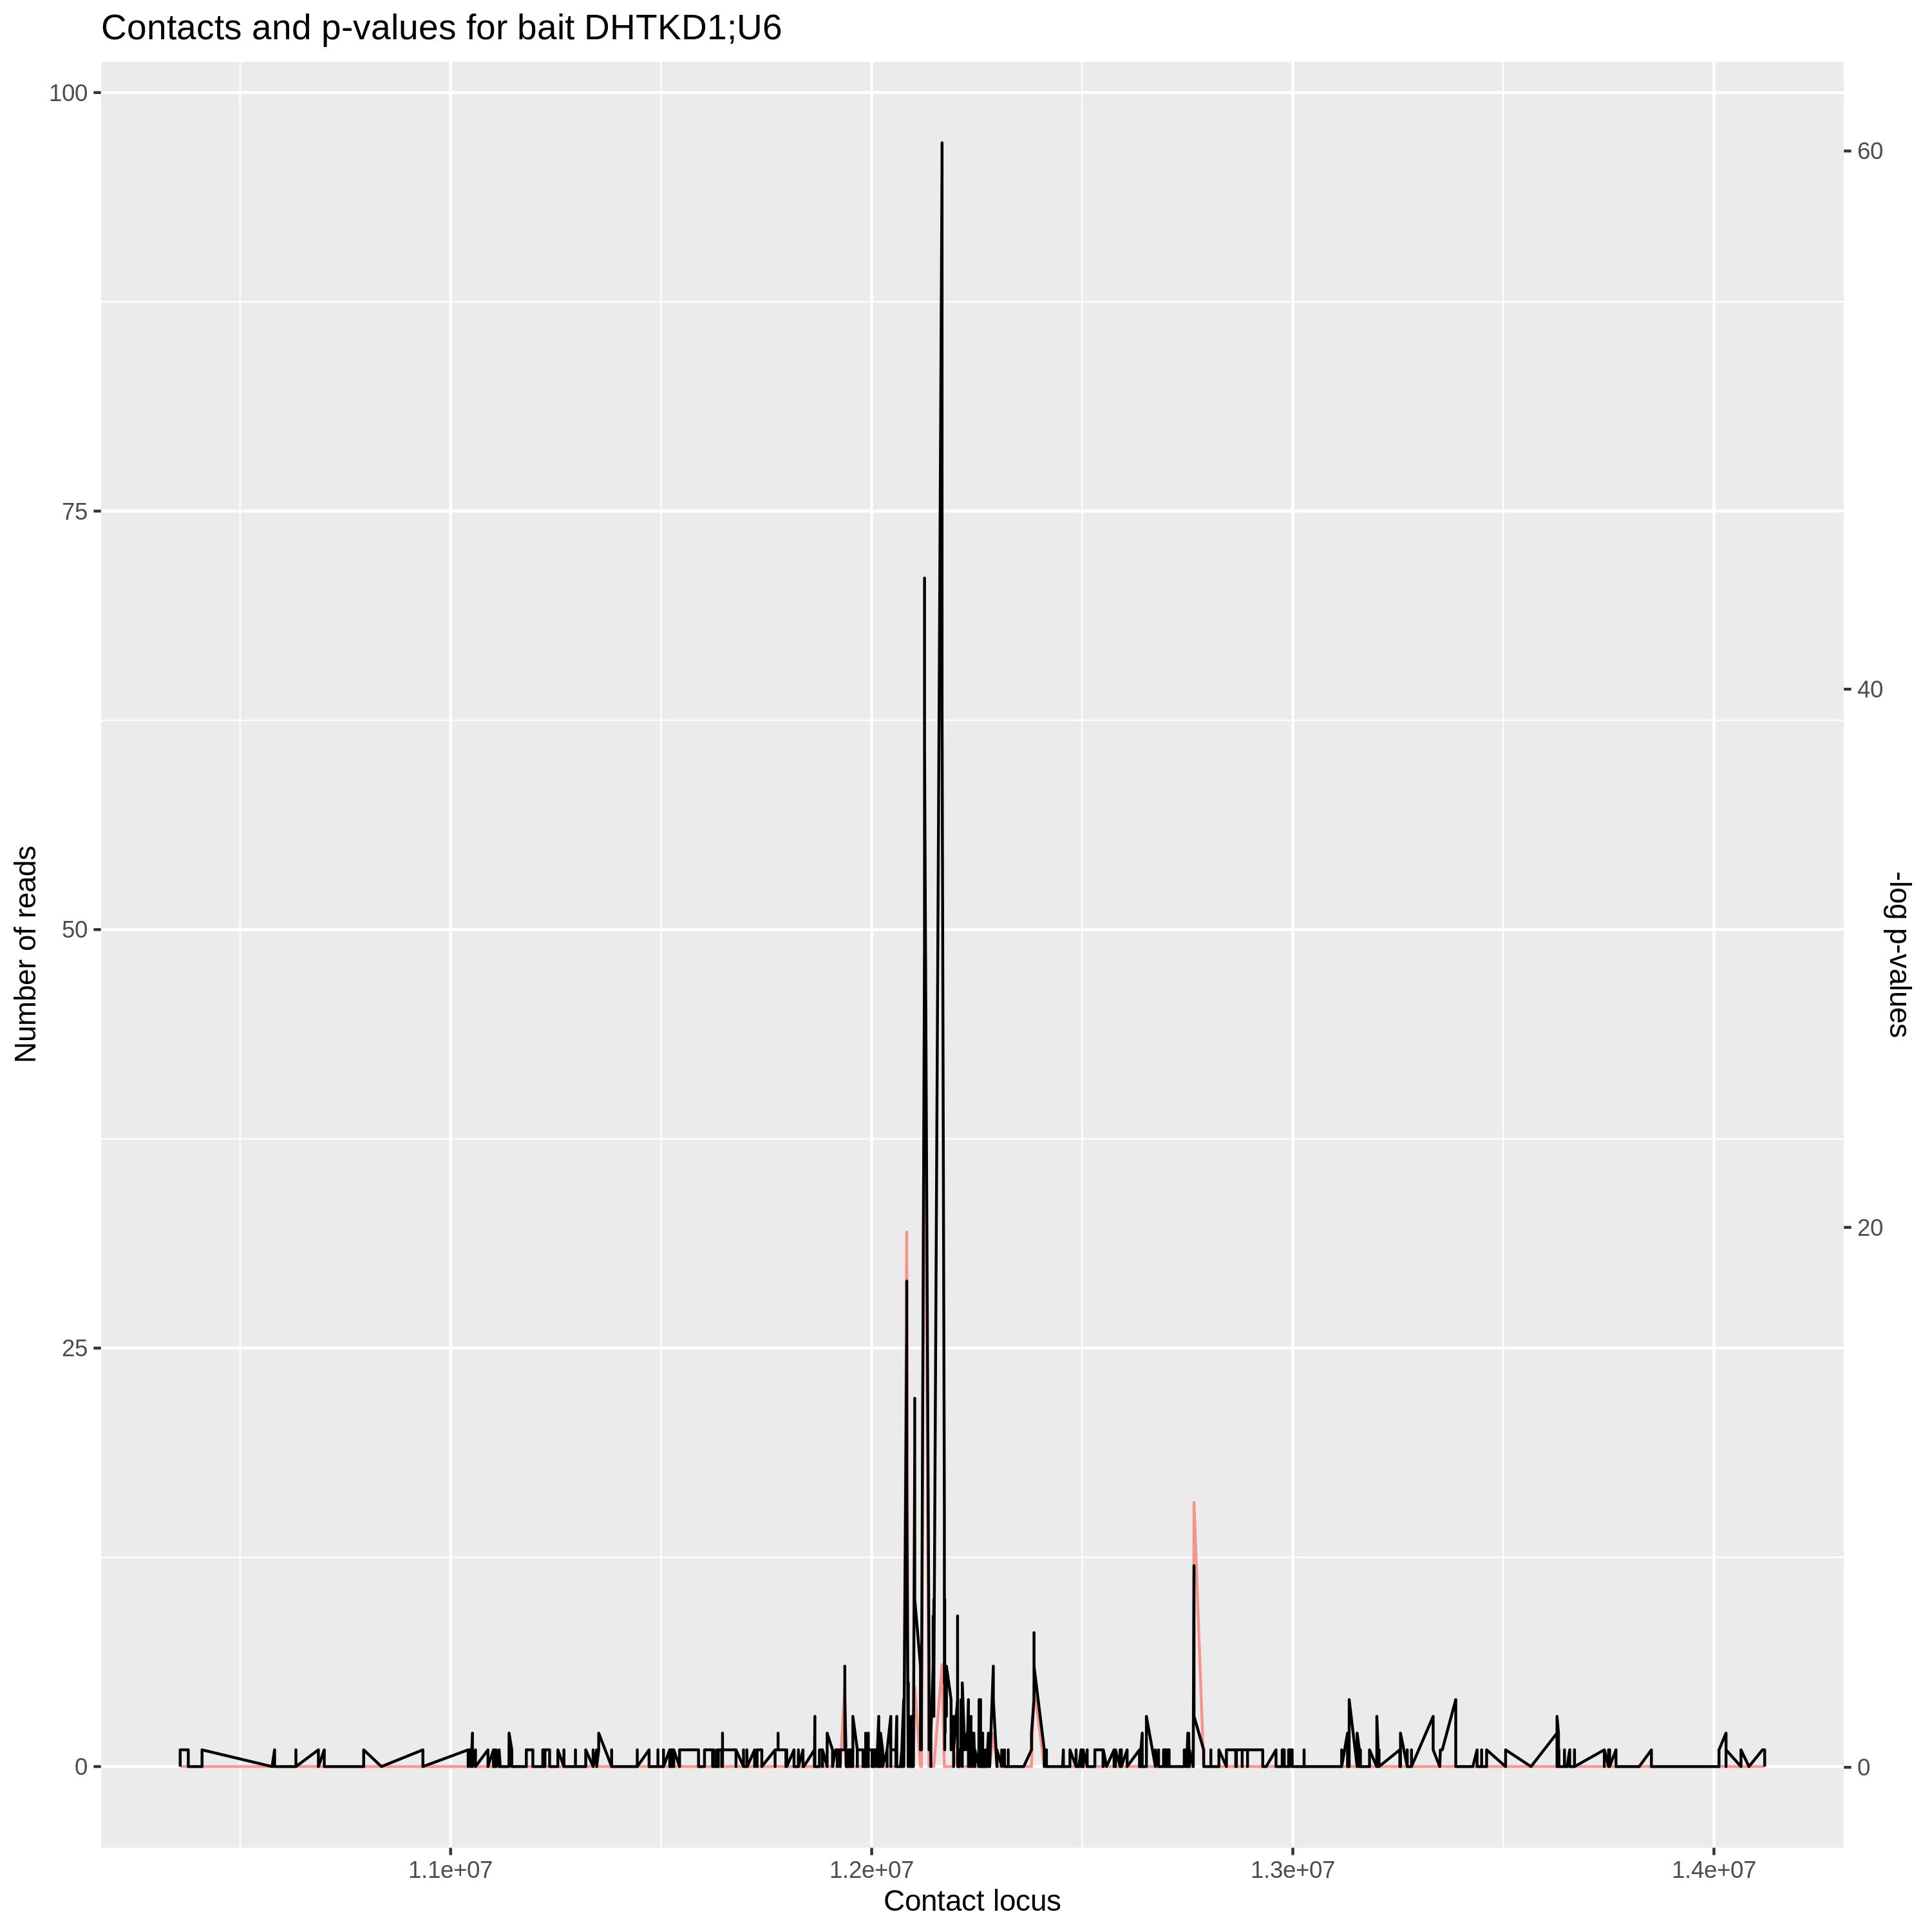 Contacts and p-values for bait DHTKD1;U6
100
75
50
25
0
Number of reads
60
40
20
0
-log p-values
1.1e+07
1.2e+07
1.3e+07
1.4e+07
Contact locus